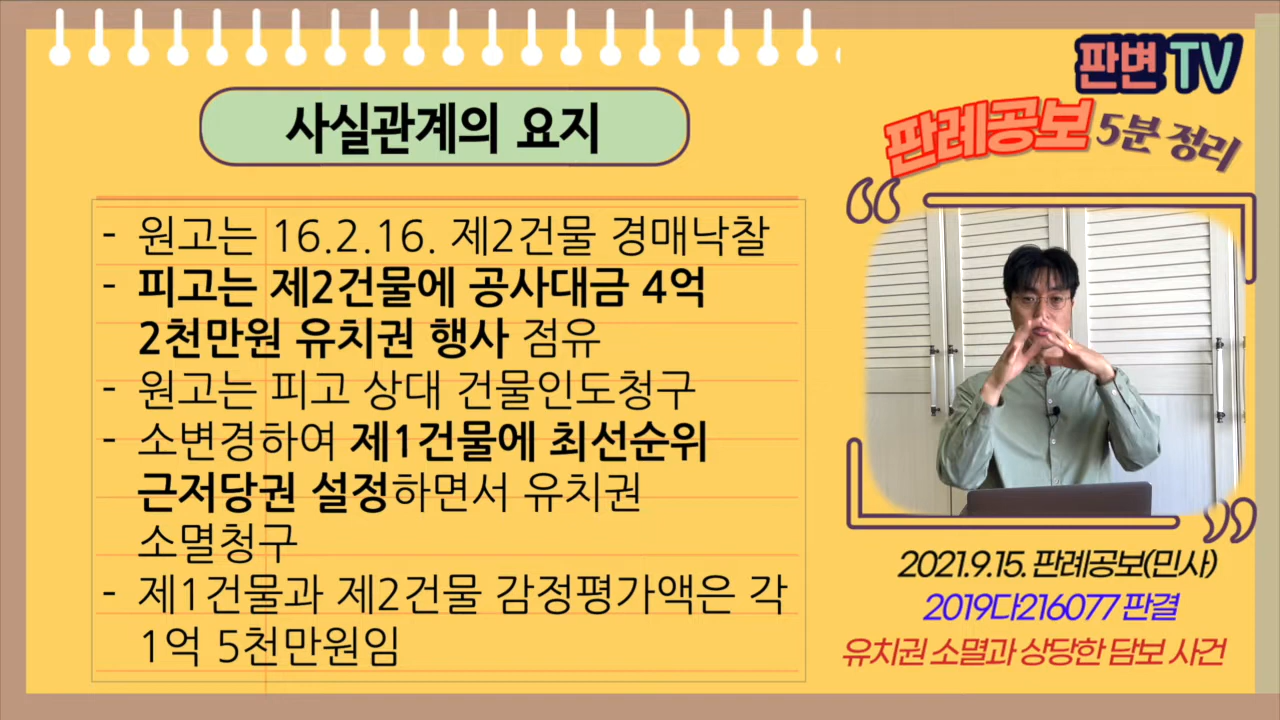 사실관계의 요지
- 원고는 16.2.16. 제2건물 경매낙찰
- 피고는 제2건물에 공사대금 4억
2천만원 유치권 행사 점유
- 원고는 피고 상대 건물인도청구
- 소변경하여 제1건물에 최선순위
근저당권 설정하면서 유치권
소멸청구
- 제1건물과 제2건물 감정평가액은 각
1억 5천만원임
판변 TV
판례공보 5분 정리
2021.9.15. 판례공보(민사)
2019다216077 판결
유치권 소멸과 상당한 담보 사건